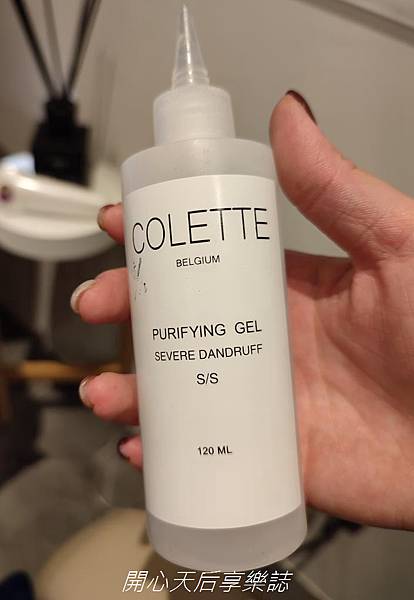 COLETTE
BELGIUM
PURIFYING GEL
SEVERE DANDRUFF
S/S
120 ML
開心天后享樂誌